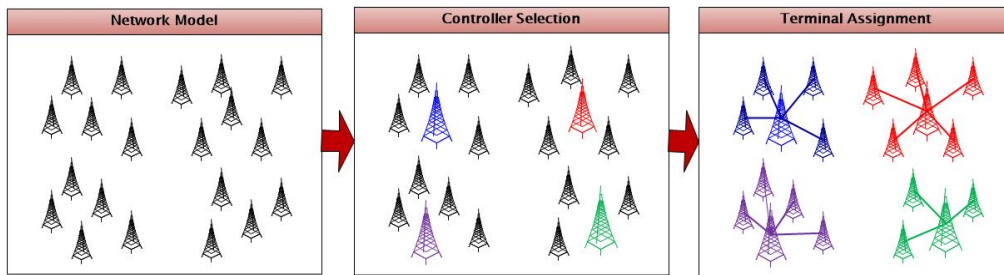 Network Model
Controller Selection
Terminal Assignment